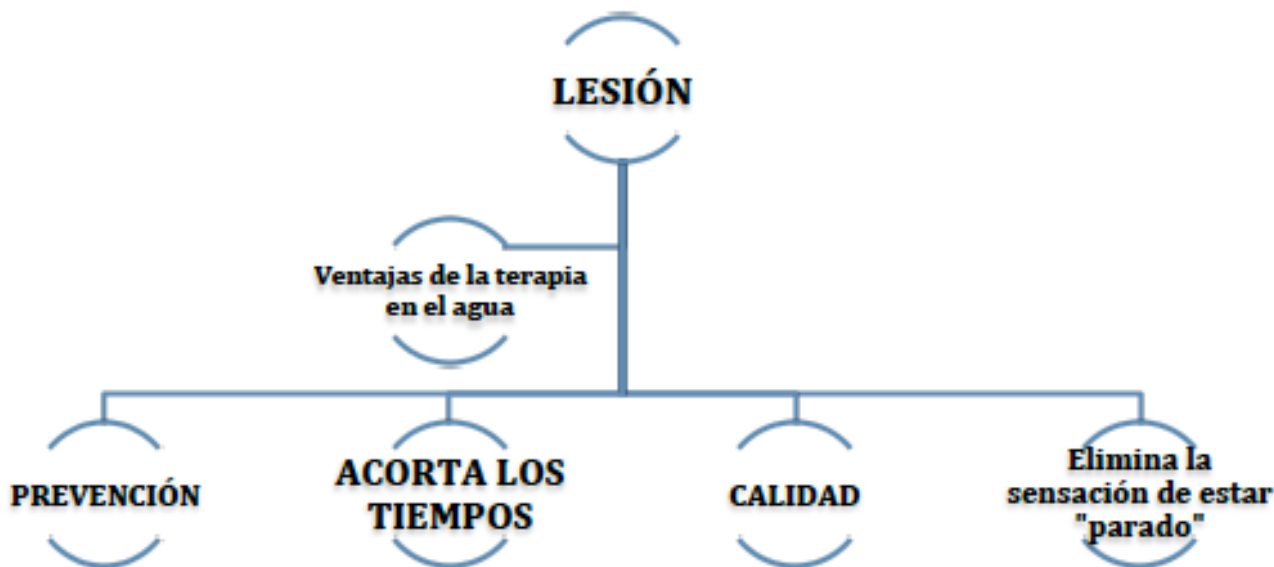 LESIÓN
Ventajas de la terapia
en el agua
PREVENCIÓN
ACORTA LOS
TIEMPOS
CALIDAD
Elimina la
sensación de estar
"parado"